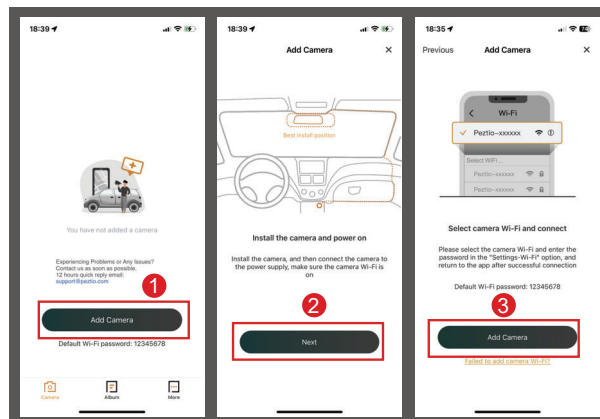 18:39
You have not added a camera
Experiencing Problems or Any Issues?
Contact us as soon as possible.
12 hours quick reply email:
support@peztio.com
1
Add Camera
Default Wi-Fi password: 12345678
Camera
Album
More
18:39
Add Camera
Best install position
Install the camera and power on
Install the camera, and then connect the camera to
the power supply, make sure the camera Wi-Fi is
on
2
Next
18:35
Previous Add Camera
Wi-Fi
Peztio-xxxxxx
Select WiFi...
Peztio-xxxxxx
Peztio-xxxxxx
Select camera Wi-Fi and connect
Please select the camera Wi-Fi and enter the
password in the "Settings-Wi-Fi" option, and
return to the app after successful connection
Default Wi-Fi password: 12345678
3
Add Camera
Failed to add camera Wi-Fi?